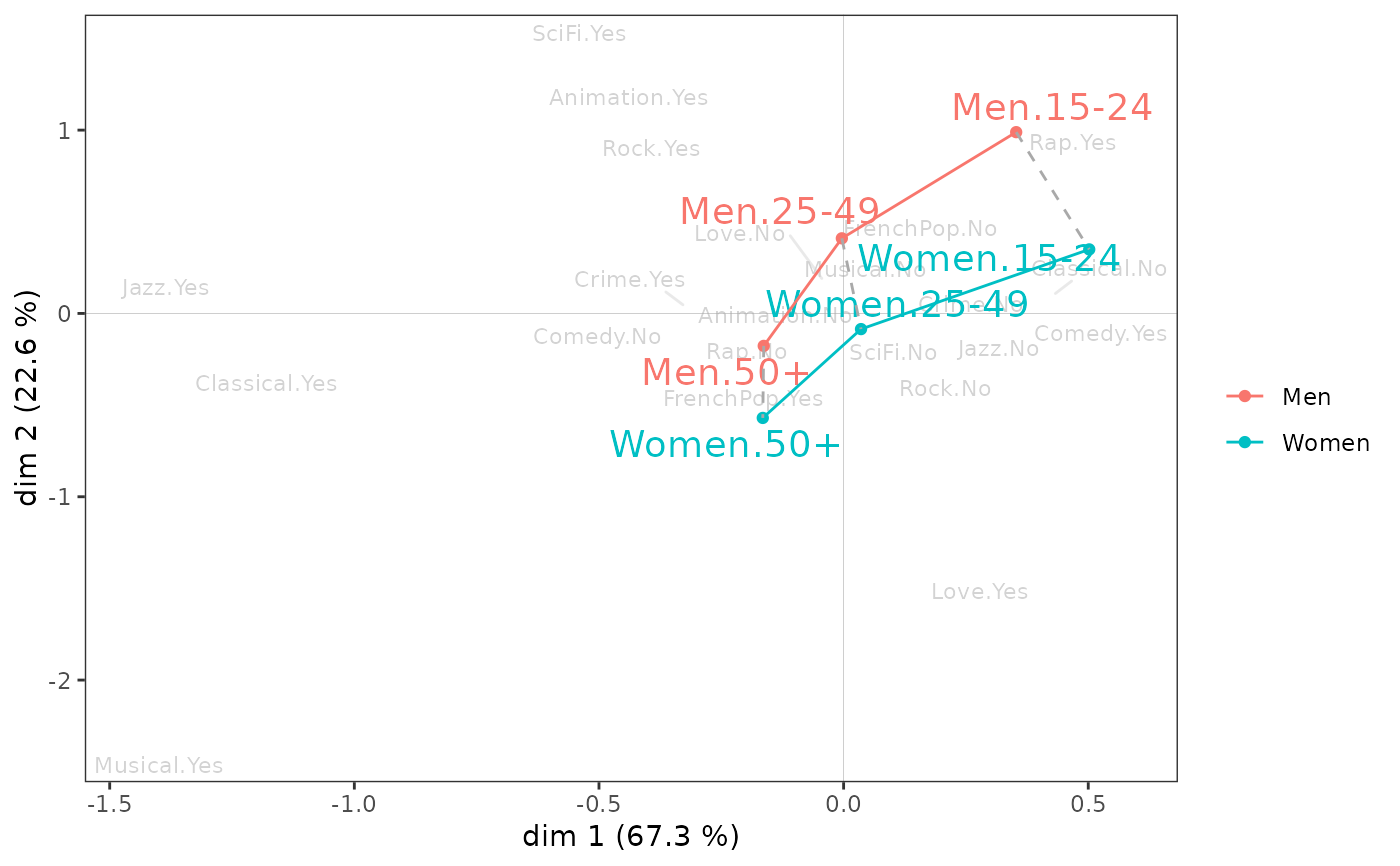 SciFi.Yes
Animation.Yes
Men.15-24
1
Rap.Yes
Rock.Yes
Men.25-49
Love.No
FrenchPop.No
Women.15-24
Musical.No
Classical.No
Crime.Yes
Jazz.Yes
Women.25-49
Crime.No
0
Animation.No
Comedy.No
Comedy.Yes
Rap.No
SciFi.No
Jazz.No
Men.50+
Classical.Yes
Rock.No
FrenchPop.Yes
Women.50+
-1
Love.Yes
-2
Musical.Yes
-1.5
-1.0
-0.5
0.0
0.5
dim 1 (67.3 %)
dim 2 (22.6 %)
Men
Women